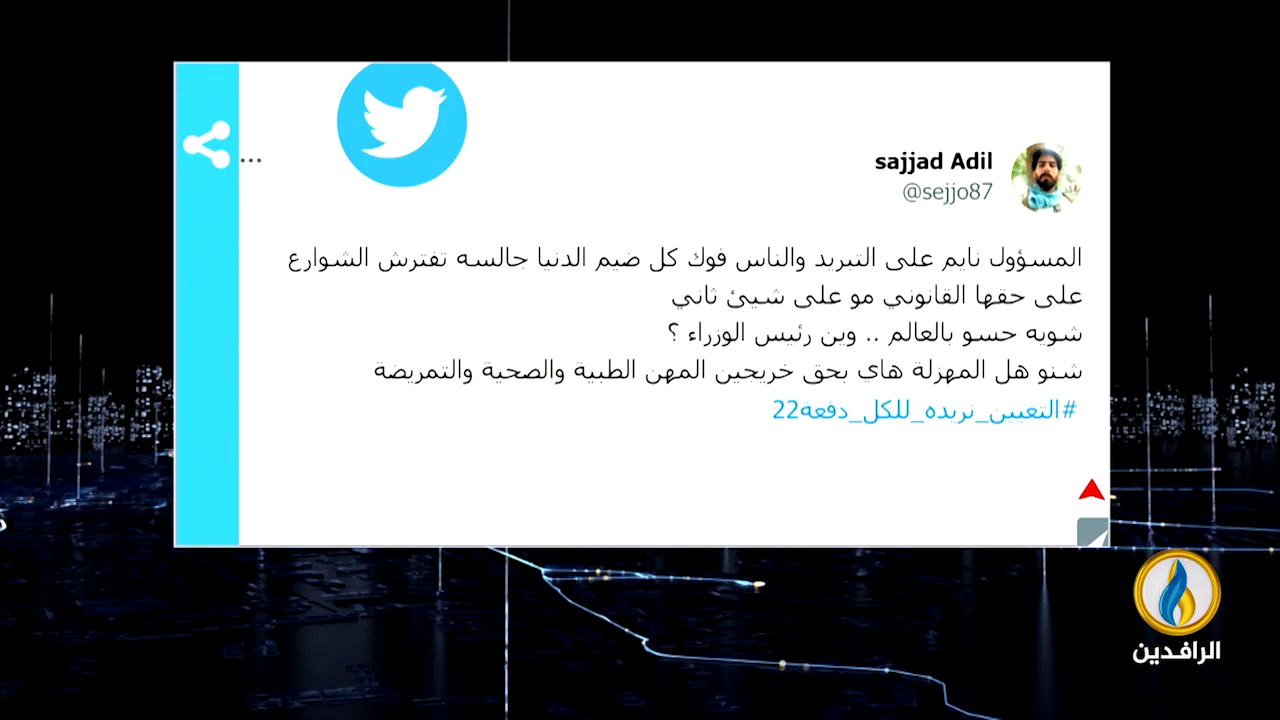 sajjad Adil
@sejjo87
المسؤول نايم على التبريد والناس فوك كل ضيم الدنيا جالسه تفترش الشوارع
على حقها القانوني مو على شيئ ثاني
شويه حسو بالعالم .. وين رئيس الوزراء ؟
شنو هل المهزلة هاي بحق خريجين المهن الطبية والصحية والتمريضة
#التعيين_نريده_للكل_دفعة22
الرافدين